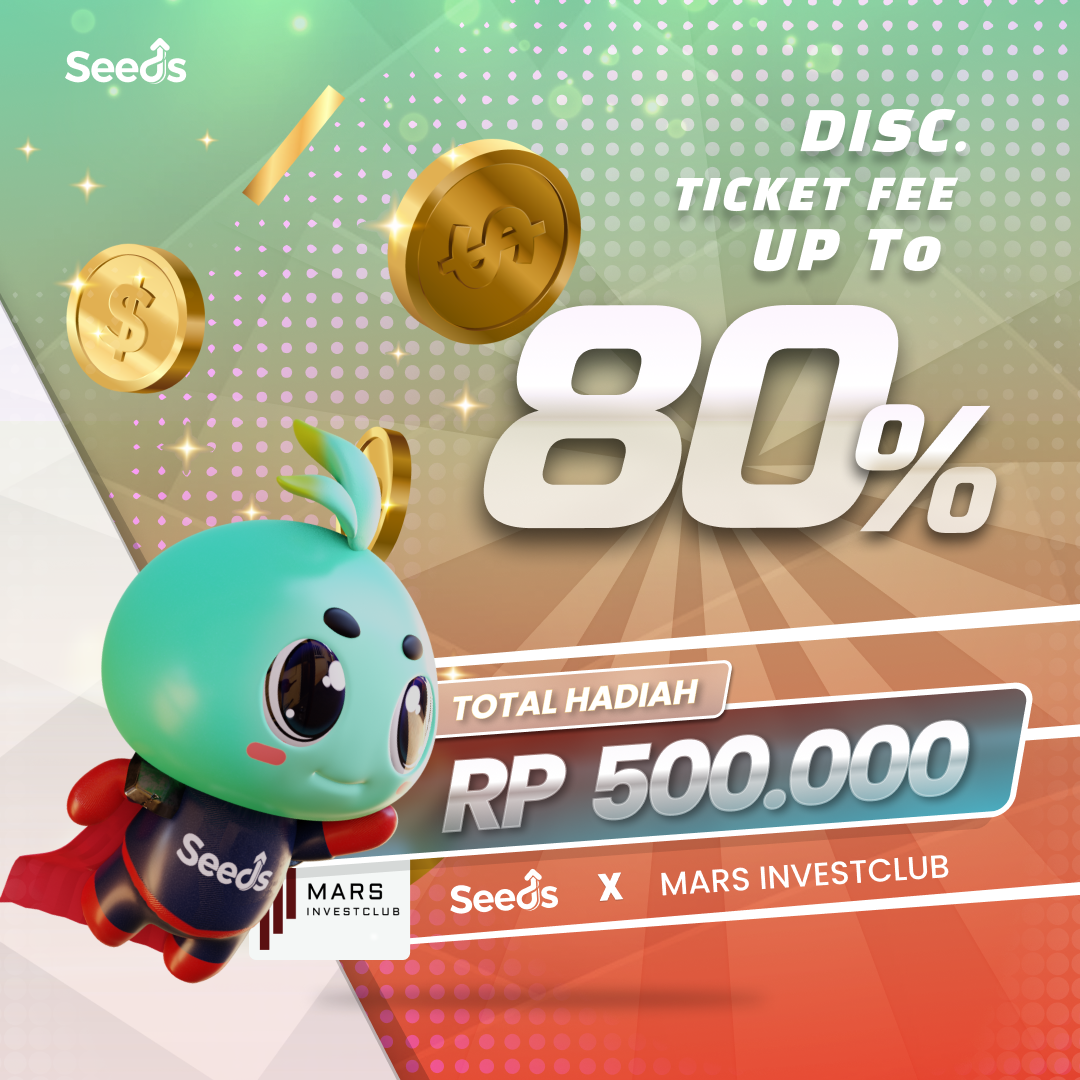 Seeds
DISC.
TICKET FEE
UP To
80%
TOTAL HADIAH
RP 500.000
Seeds
MARS
INVESTCLUB
Seeds X MARS INVESTCLUB